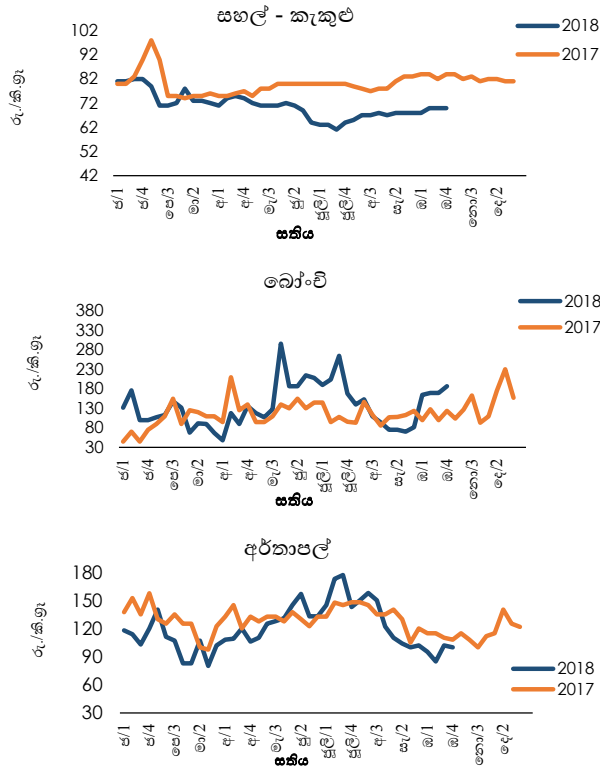 සහල් - කැකුළු
රු./කි.ග්‍රෑ
102
92
82
72
62
52
42
2018
2017
ජ/1
ජ/4
පෙ/3
මා/2
අ/1
අ/4
මැ/3
ජූ/2
ජූලි/1
ජූලි/4
අ/3
සැ/2
ඔ/1
ඔ/4
නො/3
දෙ/2
සතිය
බෝංචි
රු./කි.ග්‍රෑ
380
330
280
230
180
130
80
30
2018
2017
ජ/1
ජ/4
පෙ/3
මා/2
අ/1
අ/4
මැ/3
ජූ/2
ජූලි/1
ජූලි/4
අ/3
සැ/2
ඔ/1
ඔ/4
නො/3
දෙ/2
සතිය
අර්තාපල්
රු./කි.ග්‍රෑ
180
150
120
90
60
30
2018
2017
ජ/1
ජ/4
පෙ/3
මා/2
අ/1
අ/4
මැ/3
ජූ/2
ජූලි/1
ජූලි/4
අ/3
සැ/2
ඔ/1
ඔ/4
නො/3
දෙ/2
සතිය